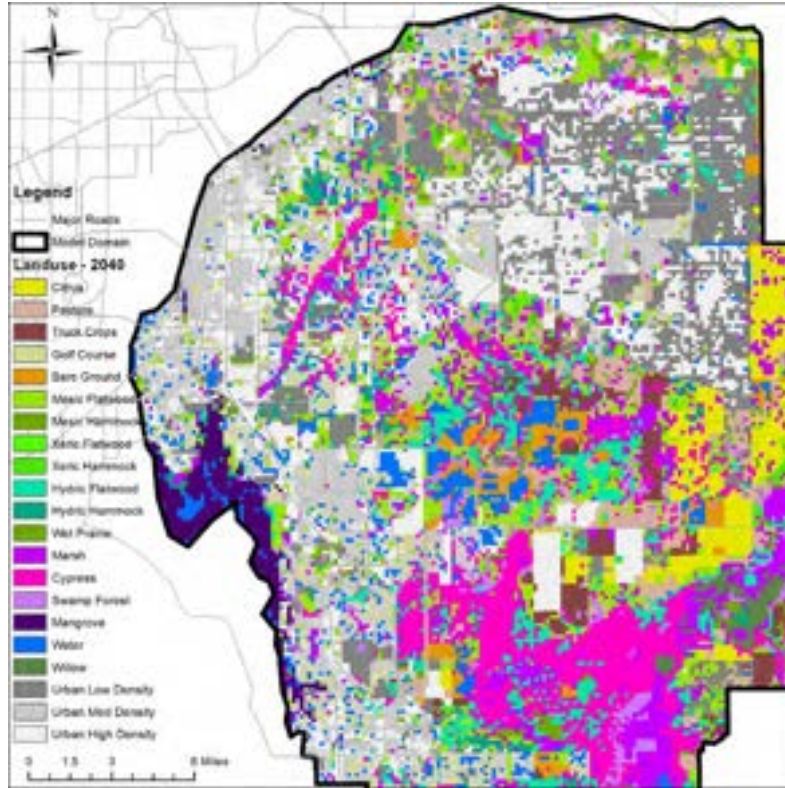 N
Legend
Major Roads
Model Domain
Landuse - 2040
Citrus
Pasture
Truck Crops
Golf Course
Bare Ground
Mesic Flatwood
Mesic Hammock
Xeric Flatwood
Xeric Hammock
Hydric Flatwood
Hydric Hammock
Wet Prairie
Marsh
Cypress
Swamp Forest
Mangrove
Water
Willow
Urban Low Density
Urban Med Density
Urban High Density
0 1.5 3 6 Miles